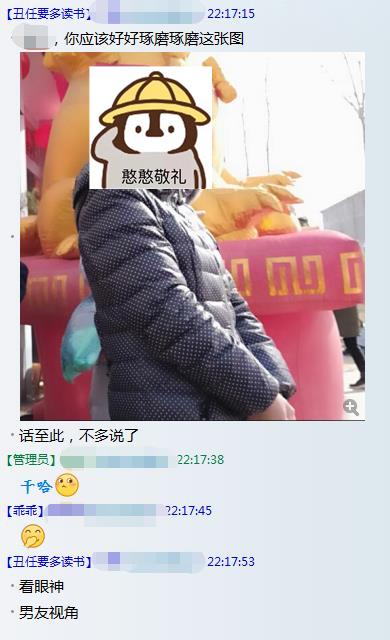 【丑任要多读书】 22:17:15
，你应该好好琢磨琢磨这张图
憨憨敬礼
话至此，不多说了
【管理员】 22:17:38
干哈
【乖乖】 22:17:45
【丑任要多读书】 22:17:53
看眼神
男友视角